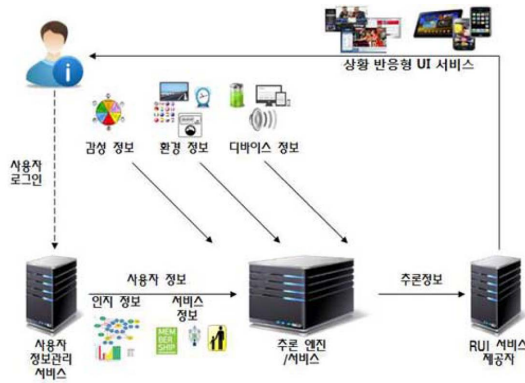 상황 반응형 UI 서비스
감성 정보
환경 정보
디바이스 정보
사용자
로그인
사용자 정보
인지 정보
서비스
정보
추론정보
MEM
BER
SHIP
사용자
정보관리
서비스
추론 엔진
/서비스
RUI 서비스
제공자